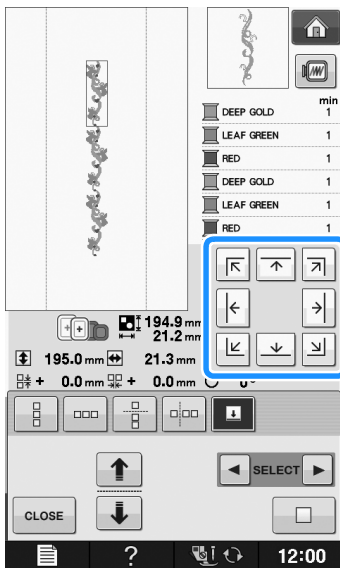 min
DEEP GOLD 1
LEAF GREEN 1
RED 1
DEEP GOLD 1
LEAF GREEN 1
RED 1
194.9 mm
21.2 mm
195.0 mm 21.3 mm
+ 0.0 mm + 0.0 mm 0°
SELECT
CLOSE
? 12:00